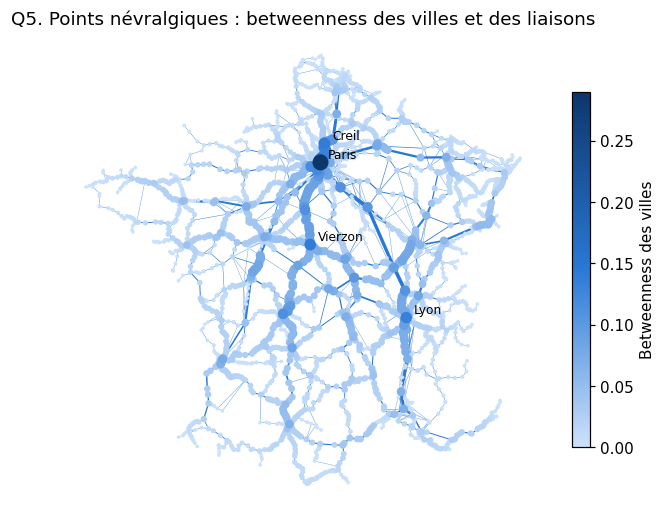 Q5. Points névralgiques : betweenness des villes et des liaisons
Creil
Paris
Vierzon
Lyon
0.25
0.20
0.15
0.10
0.05
0.00
Betweenness des villes